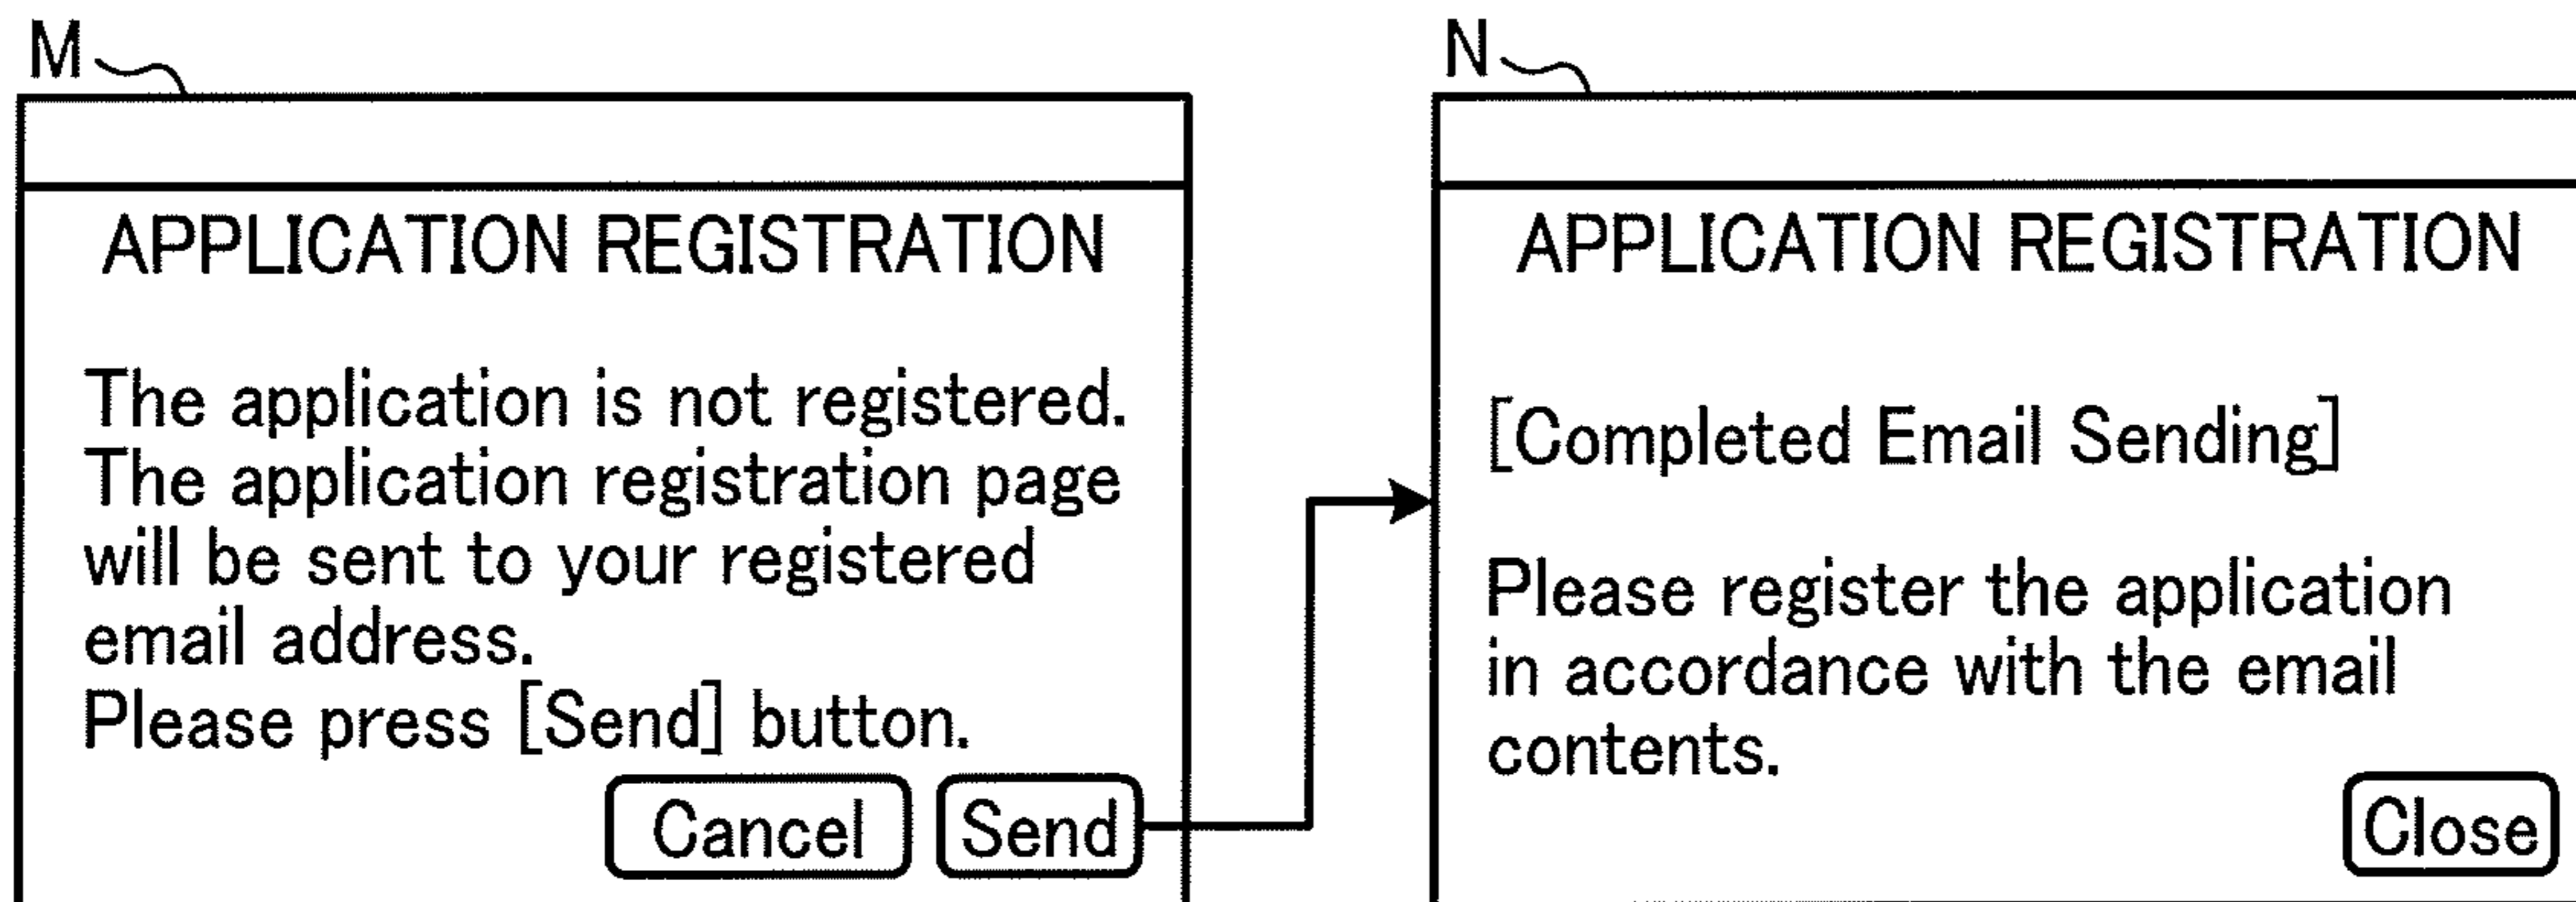 M
APPLICATION REGISTRATION
The application is not registered.
The application registration page
will be sent to your registered
email address.
Please press [Send] button.
Cancel
Send
N
APPLICATION REGISTRATION
[Completed Email Sending]
Please register the application
in accordance with the email
contents.
Close